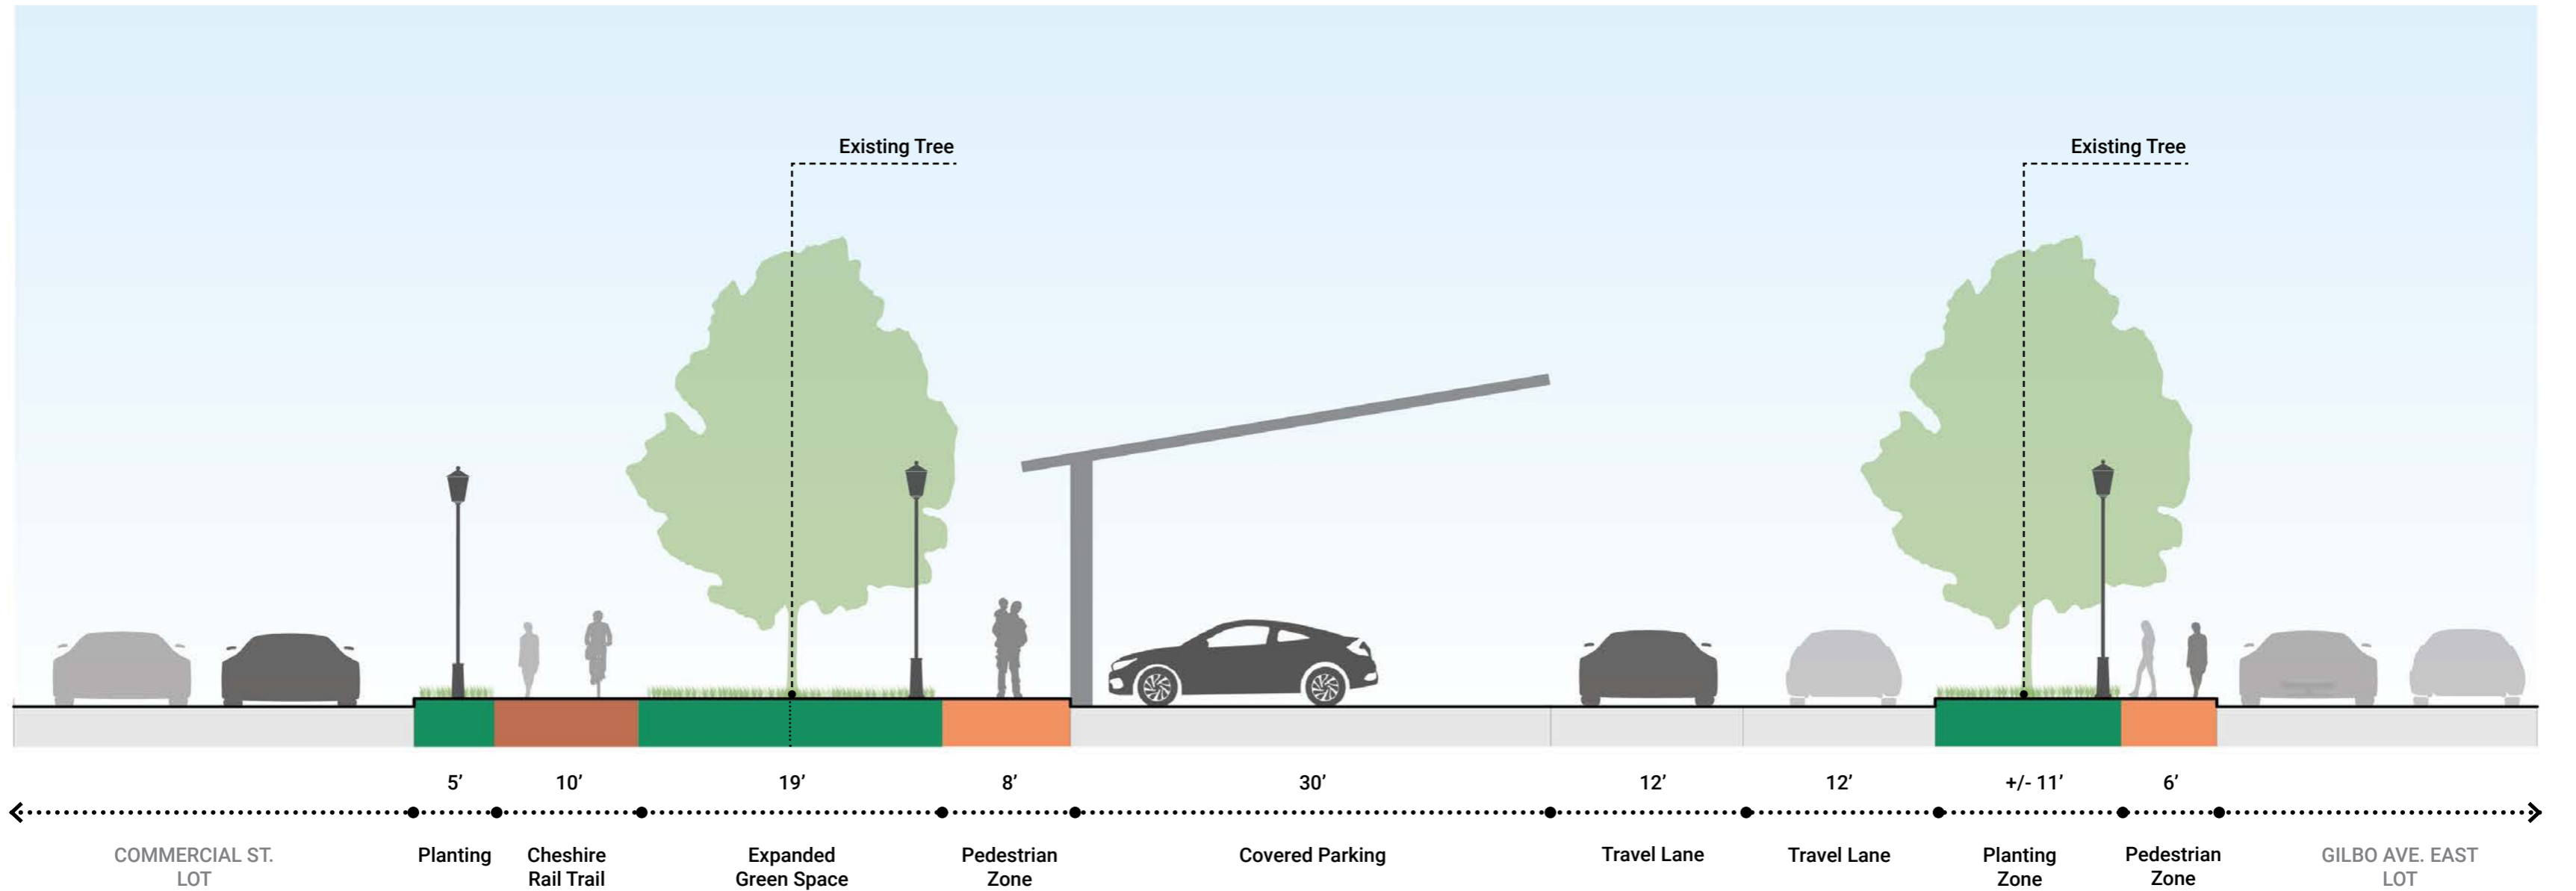 Existing Tree
Existing Tree
5’
10’
19’
8’
30’
12’
12’
+/- 11’
6’
COMMERCIAL ST.
LOT
Planting
Cheshire
Rail Trail
Expanded
Green Space
Pedestrian
Zone
Covered Parking
Travel Lane
Travel Lane
Planting
Zone
Pedestrian
Zone
GILBO AVE. EAST
LOT